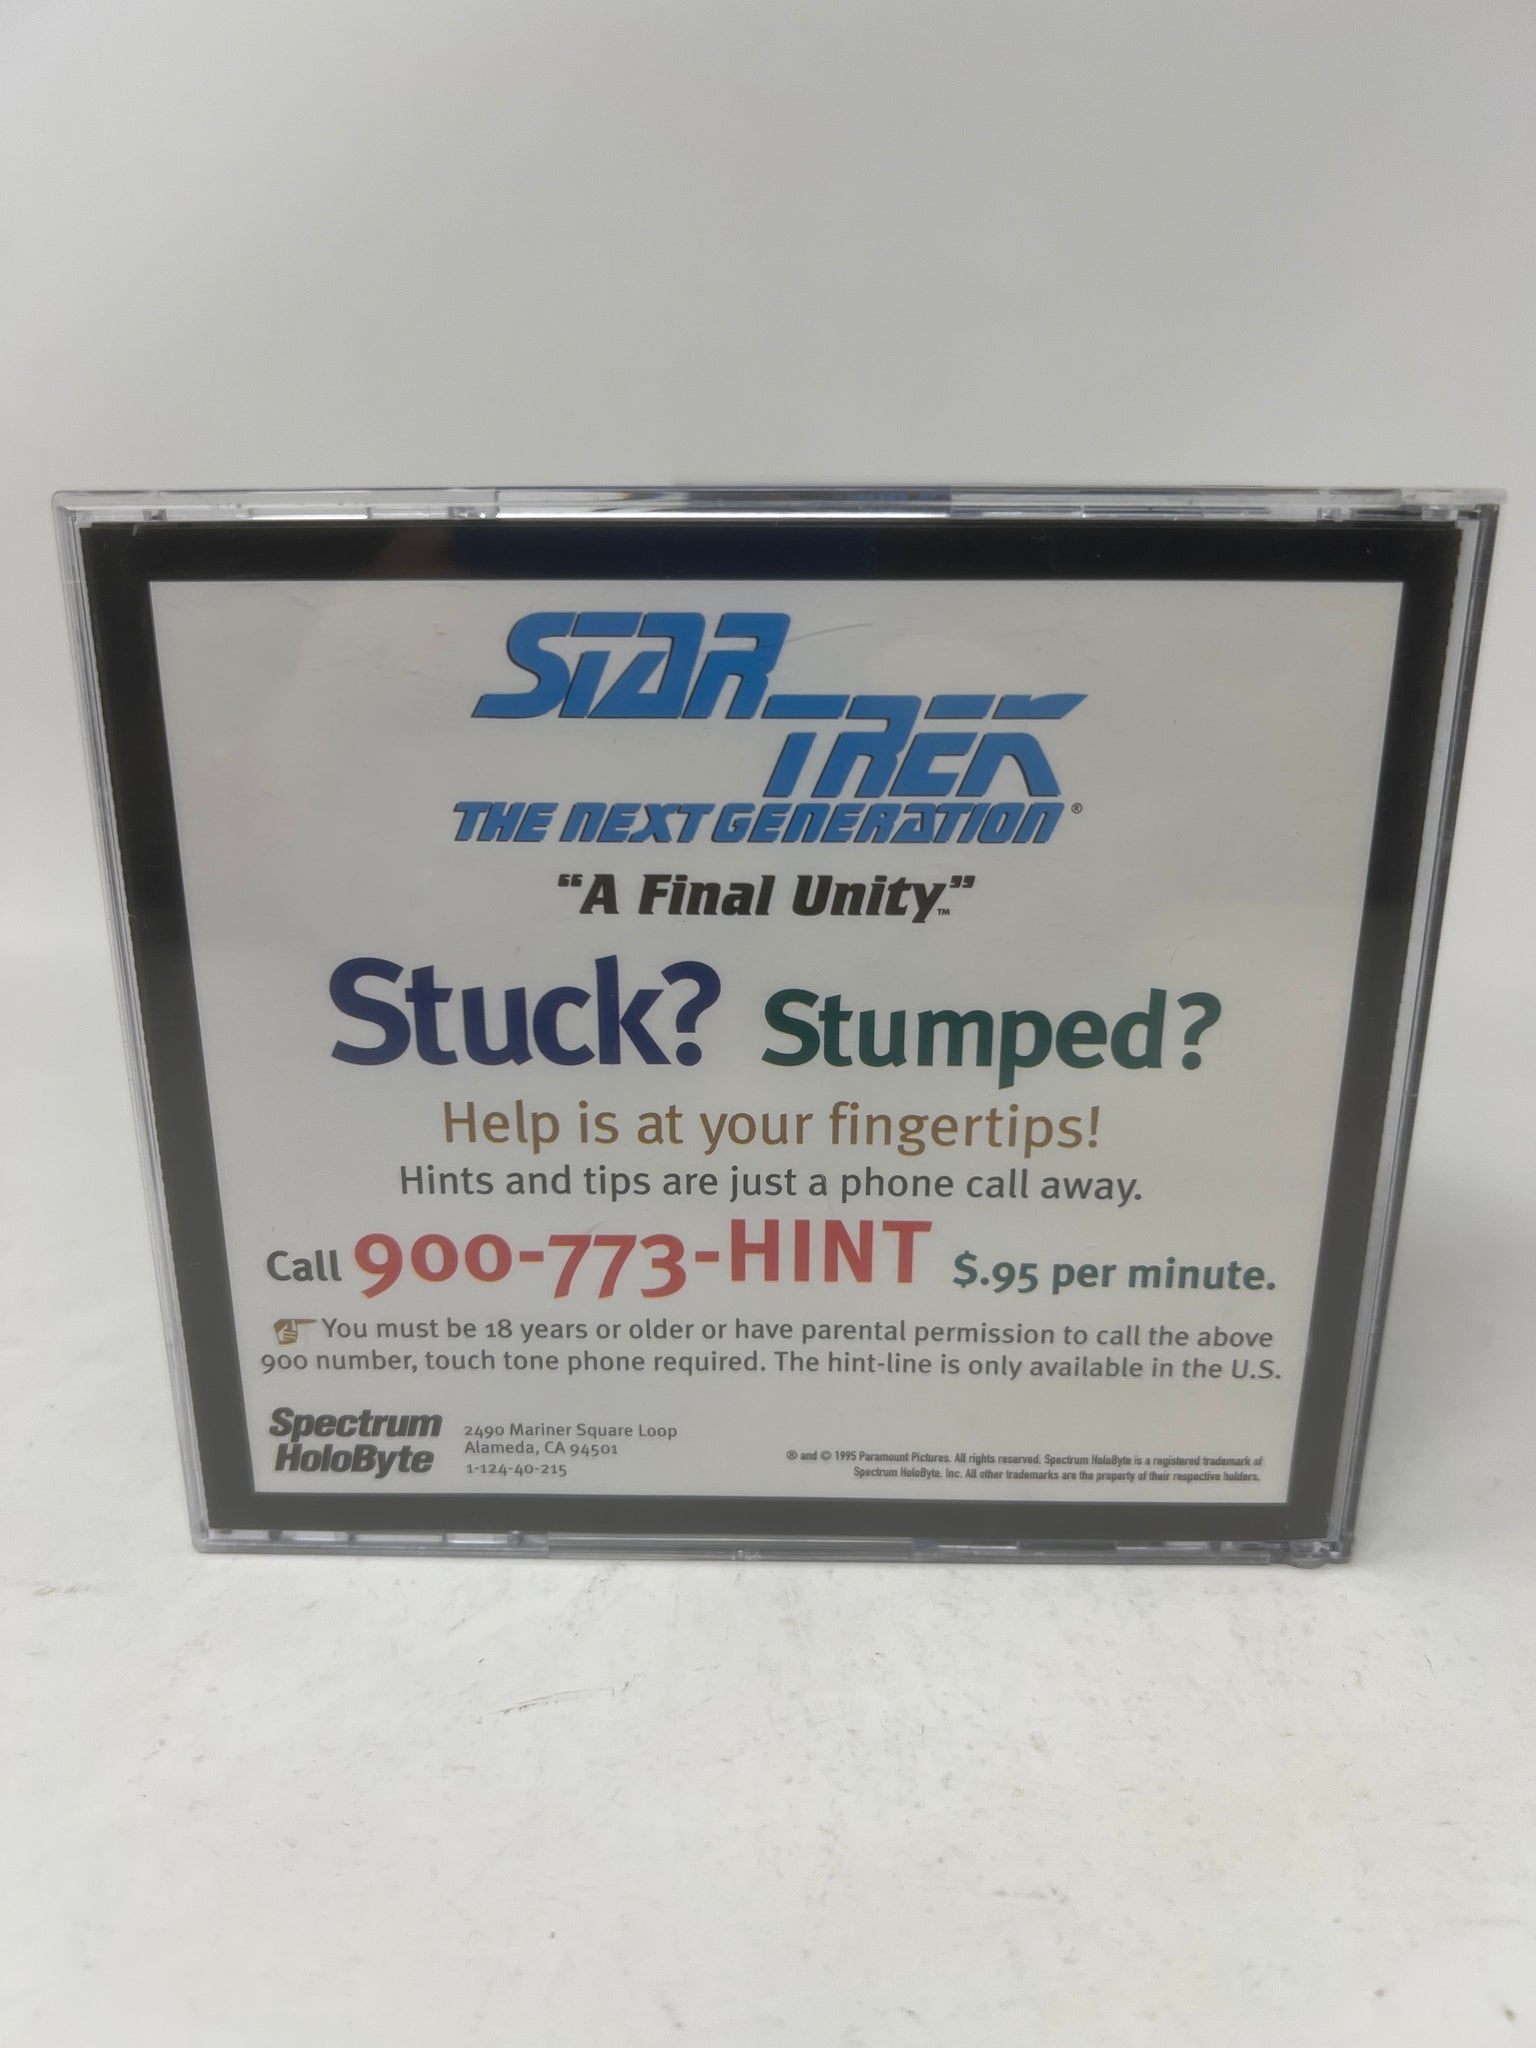 STAR
TREK
THE NEXT GENERATION®
“A Final Unity™”
Stuck? Stumped?
Help is at your fingertips!
Hints and tips are just a phone call away.
Call 900-773-HINT $.95 per minute.
You must be 18 years or older or have parental permission to call the above
900 number, touch tone phone required. The hint-line is only available in the U.S.
Spectrum
HoloByte
2490 Mariner Square Loop
Alameda, CA 94501
1-124-40-215
® and © 1995 Paramount Pictures. All rights reserved. Spectrum HoloByte is a registered trademark of
Spectrum HoloByte, Inc. All other trademarks are the property of their respective holders.